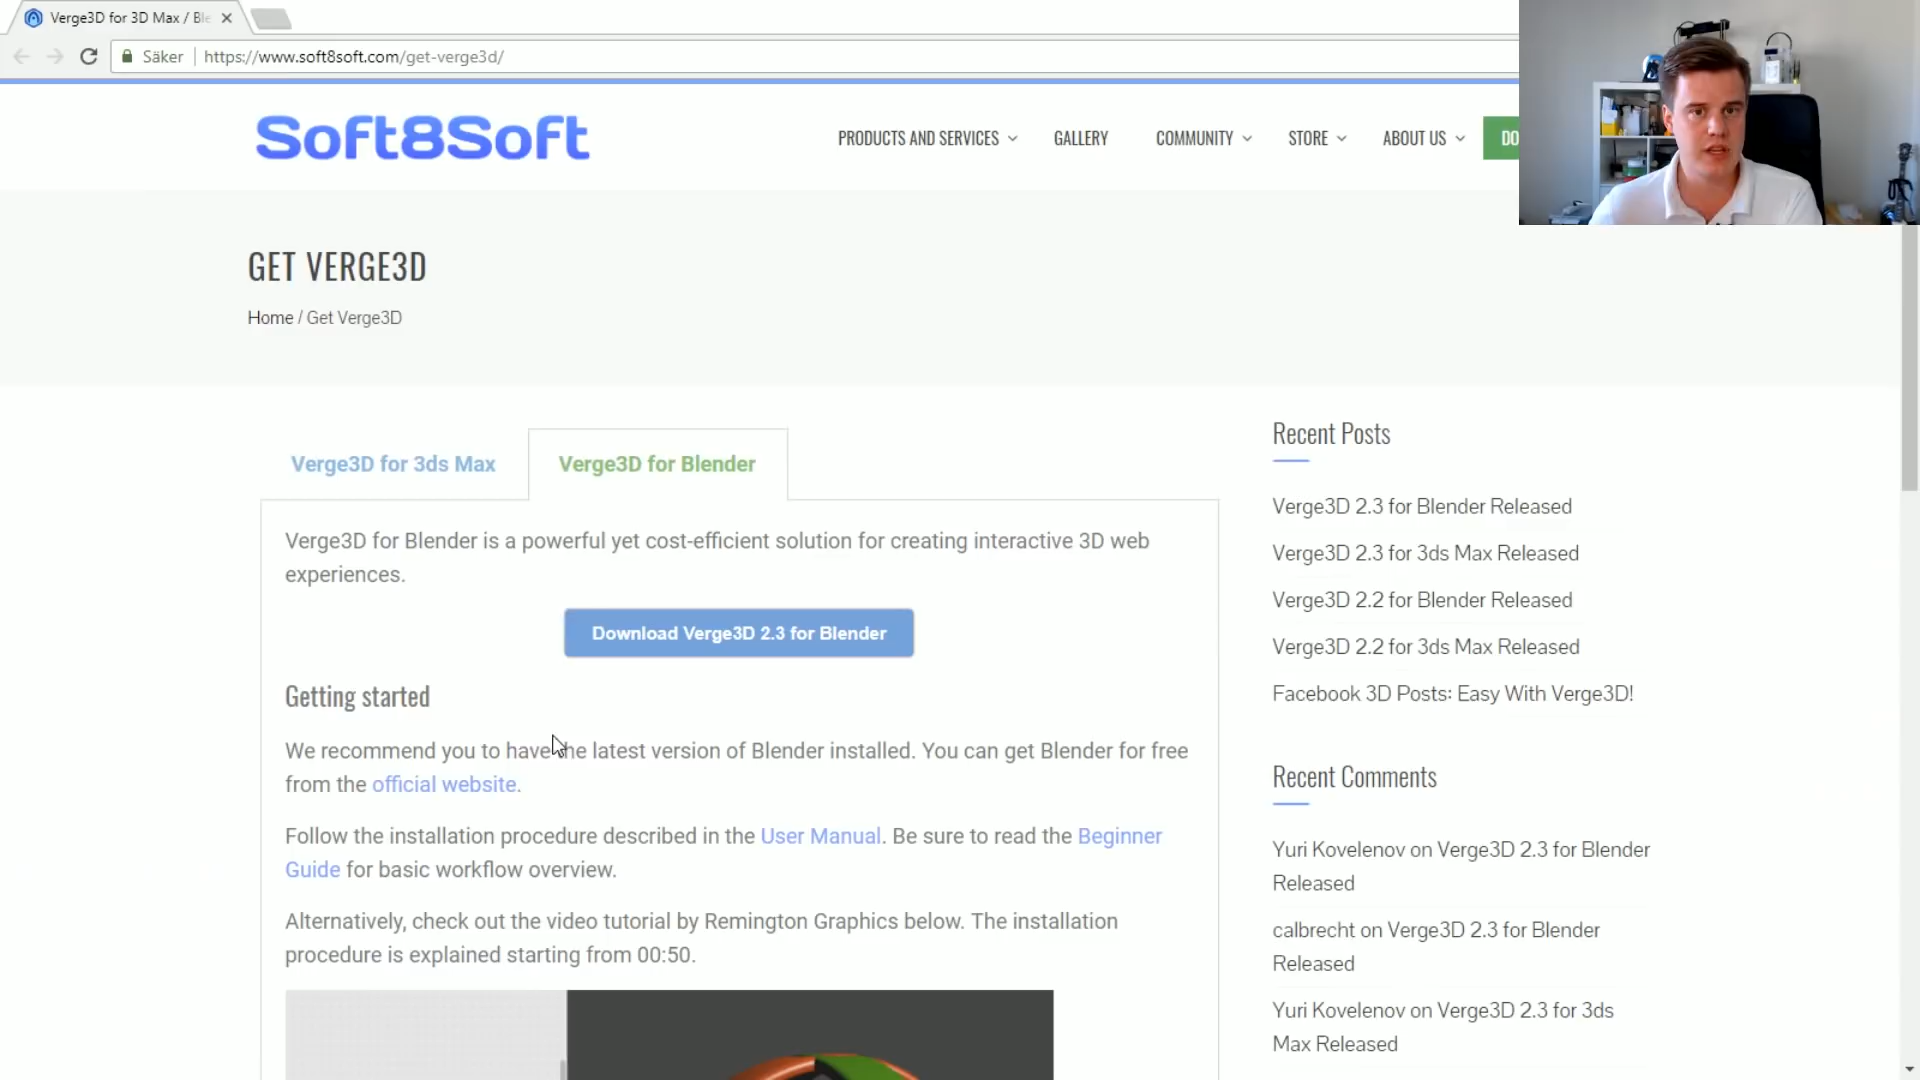 Verge3D for 3D Max / Ble
Säker
https://www.soft8soft.com/get-verge3d/
Soft8Soft
PRODUCTS AND SERVICES
GALLERY
COMMUNITY
STORE
ABOUT US
DO
GET VERGE3D
Home / Get Verge3D
Verge3D for 3ds Max
Verge3D for Blender
Verge3D for Blender is a powerful yet cost-efficient solution for creating interactive 3D web
experiences.
Download Verge3D 2.3 for Blender
Getting started
We recommend you to have the latest version of Blender installed. You can get Blender for free
from the official website.
Follow the installation procedure described in the User Manual. Be sure to read the Beginner
Guide for basic workflow overview.
Alternatively, check out the video tutorial by Remington Graphics below. The installation
procedure is explained starting from 00:50.
Recent Posts
Verge3D 2.3 for Blender Released
Verge3D 2.3 for 3ds Max Released
Verge3D 2.2 for Blender Released
Verge3D 2.2 for 3ds Max Released
Facebook 3D Posts: Easy With Verge3D!
Recent Comments
Yuri Kovelenov on Verge3D 2.3 for Blender
Released
calbrecht on Verge3D 2.3 for Blender
Released
Yuri Kovelenov on Verge3D 2.3 for 3ds
Max Released